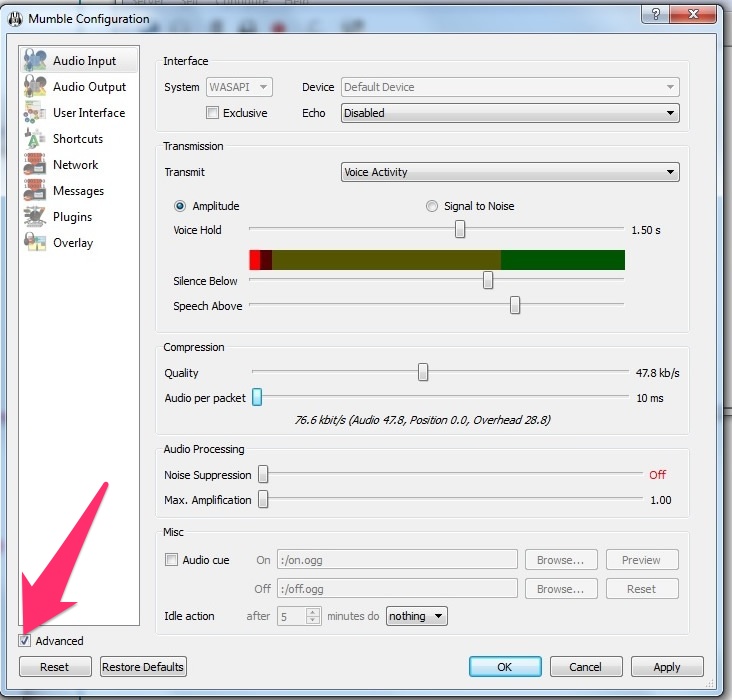 Mumble Configuration
Audio Input
Audio Output
User Interface
Shortcuts
Network
Messages
Plugins
Overlay
Interface
System WASAPI Device Default Device
Exclusive Echo Disabled
Transmission
Transmit Voice Activity
Amplitude Signal to Noise
Voice Hold 1.50 s
Silence Below
Speech Above
Compression
Quality 47.8 kb/s
Audio per packet 10 ms
76.6 kbit/s (Audio 47.8, Position 0.0, Overhead 28.8)
Audio Processing
Noise Suppression Off
Max. Amplification 1.00
Misc
Audio cue On :/on.ogg Browse... Preview
Off :/off.ogg Browse... Reset
Idle action after 5 minutes do nothing
Advanced
Reset Restore Defaults OK Cancel Apply